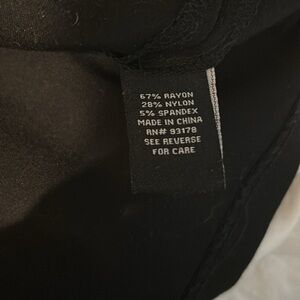 67% RAYON
28% NYLON
5% SPANDEX
MADE IN CHINA
RN# 93178
SEE REVERSE
FOR CARE